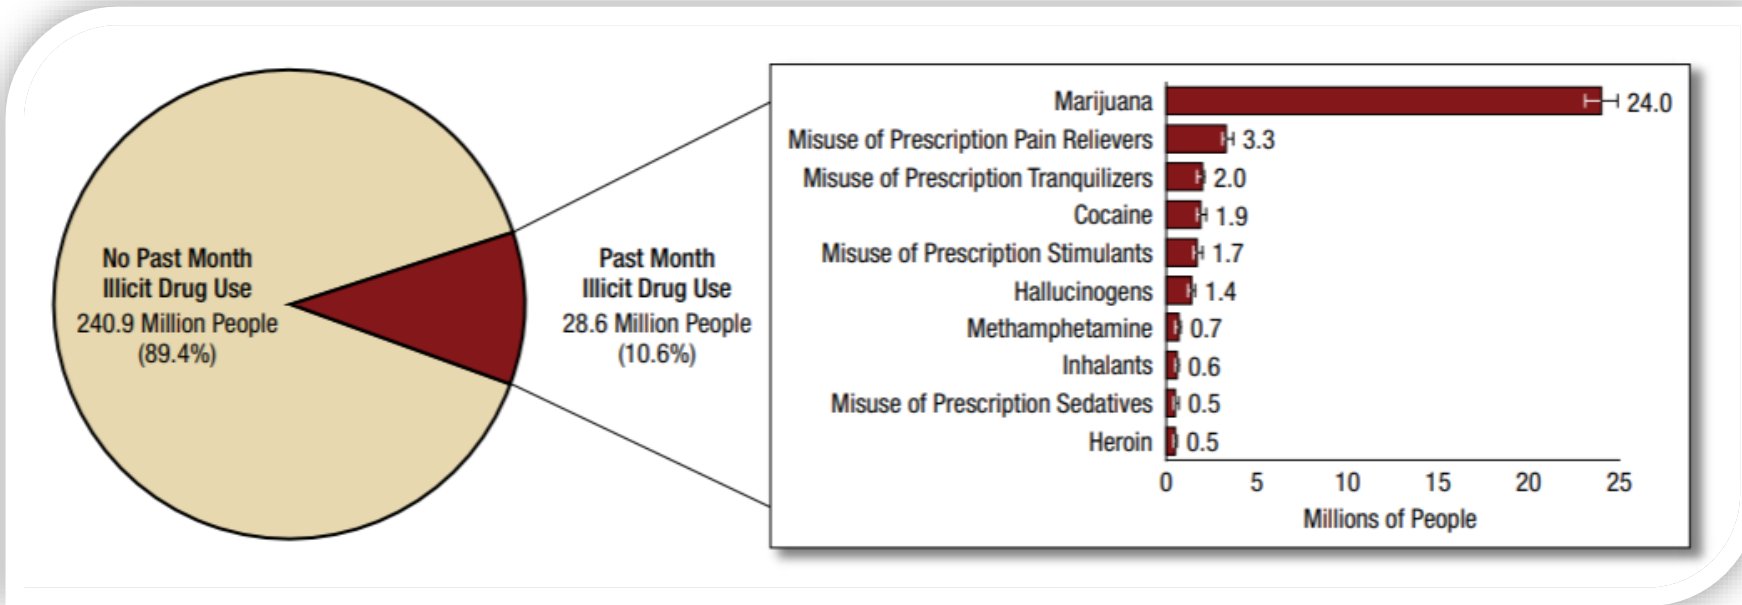 No Past Month
Illicit Drug Use
240.9 Million People
(89.4%)
Past Month
Illicit Drug Use
28.6 Million People
(10.6%)
Marijuana 24.0
Misuse of Prescription Pain Relievers 3.3
Misuse of Prescription Tranquilizers 2.0
Cocaine 1.9
Misuse of Prescription Stimulants 1.7
Hallucinogens 1.4
Methamphetamine 0.7
Inhalants 0.6
Misuse of Prescription Sedatives 0.5
Heroin 0.5
0 5 10 15 20 25
Millions of People